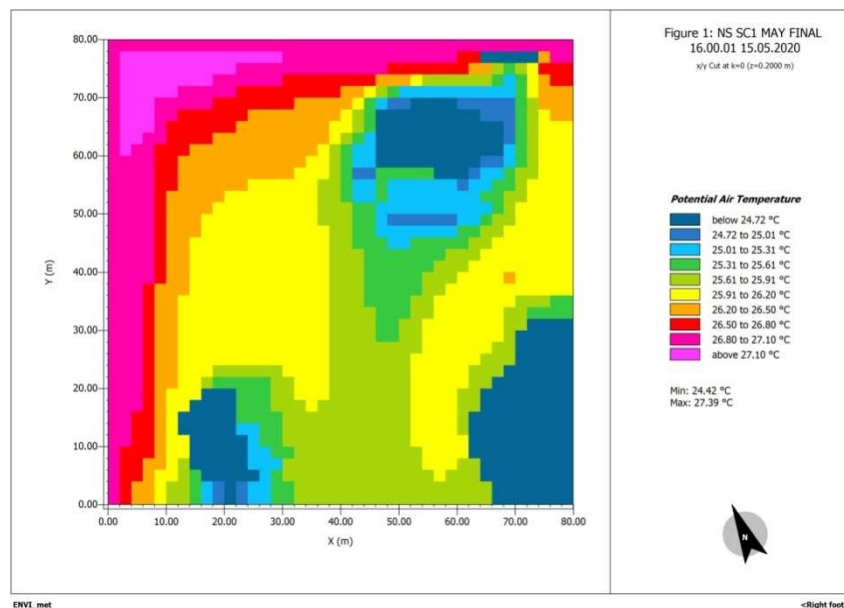 Figure 1: NS SC1 MAY FINAL
16.00.01 15.05.2020
x/y Cut at k=0 (z=0.2000 m)
80.00
70.00
60.00
50.00
40.00
30.00
20.00
10.00
0.00
Y (m)
0.00 10.00 20.00 30.00 40.00 50.00 60.00 70.00 80.00
X (m)
Potential Air Temperature
below 24.72 °C
24.72 to 25.01 °C
25.01 to 25.31 °C
25.31 to 25.61 °C
25.61 to 25.91 °C
25.91 to 26.20 °C
26.20 to 26.50 °C
26.50 to 26.80 °C
26.80 to 27.10 °C
above 27.10 °C
Min: 24.42 °C
Max: 27.39 °C
N
ENVI_met
<Right foot